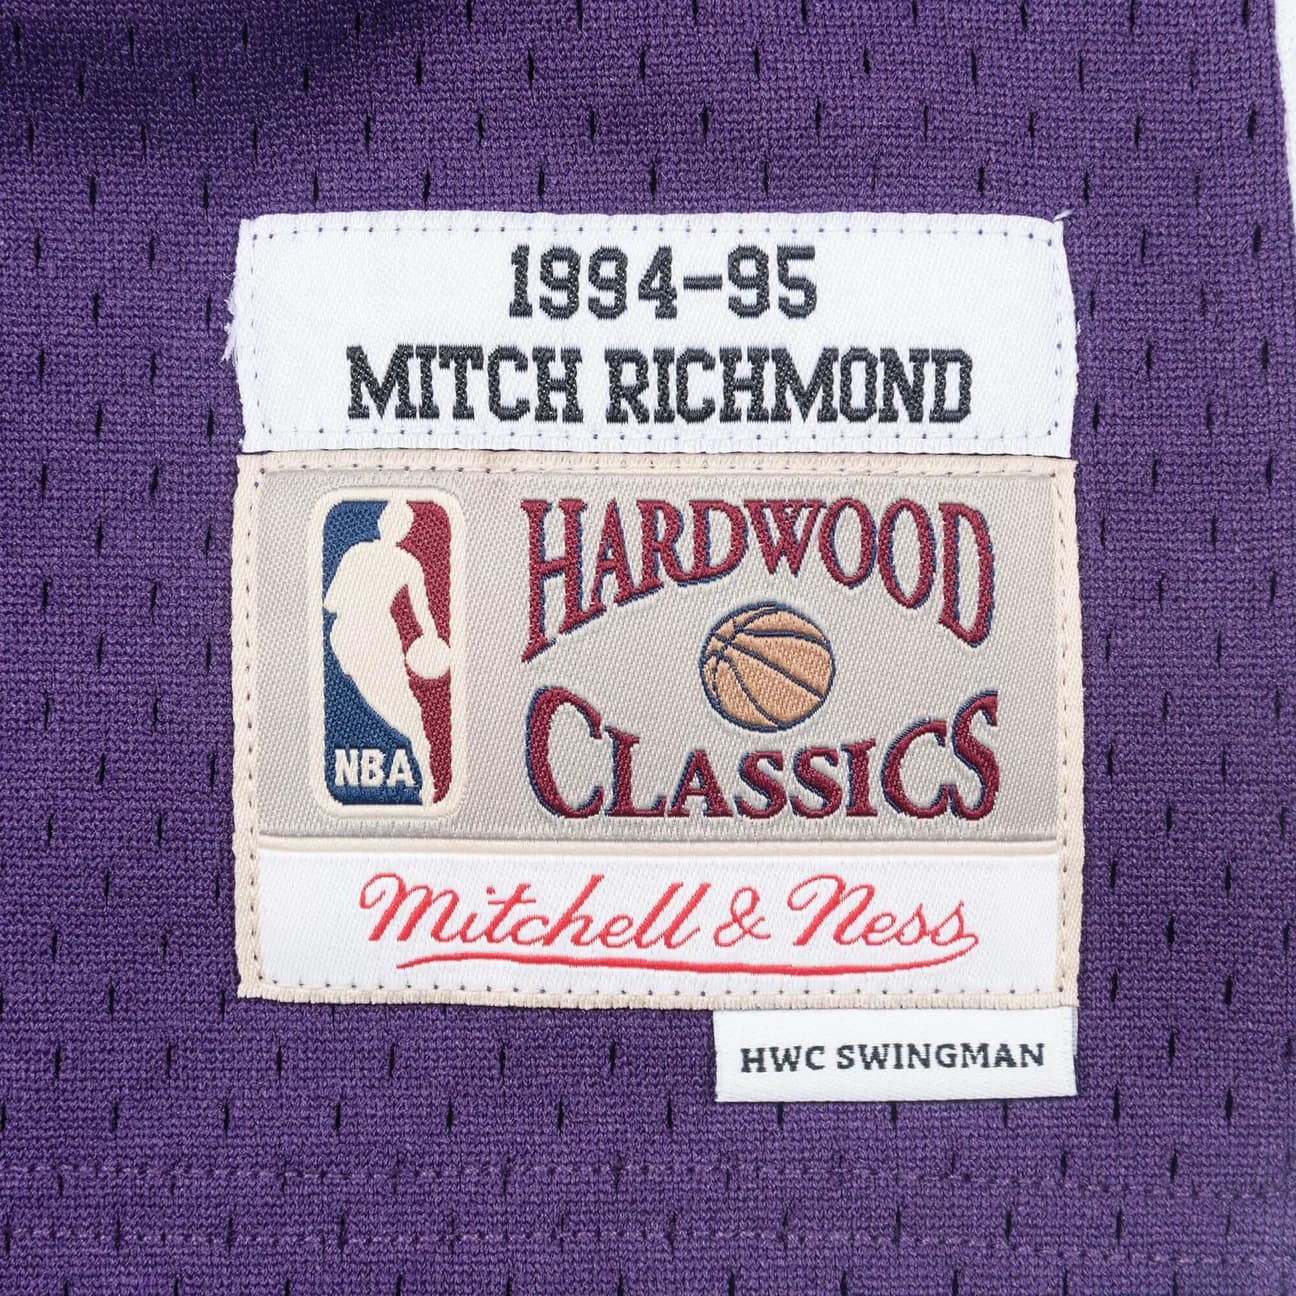 1994-95
MITCH RICHMOND
HARDWOOD
CLASSICS
NBA
Mitchell & Ness
HWC SWINGMAN